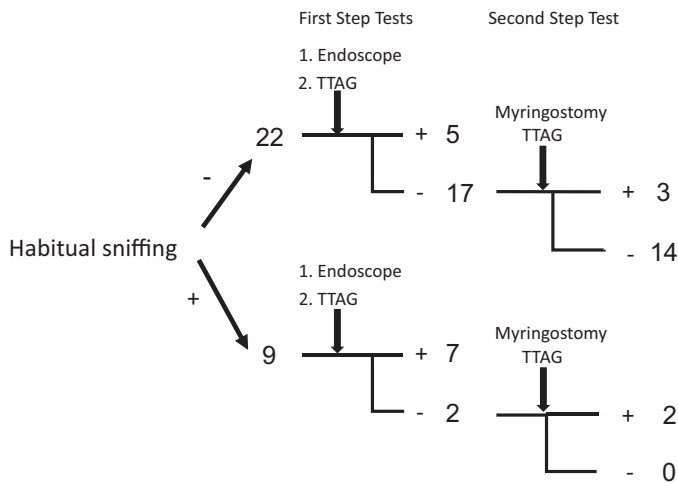 First Step Tests
Second Step Test
1. Endoscope
2. TTAG
Myringostomy
TTAG
22
+ 5
-
- 17
+ 3
- 14
Habitual sniffing
+
1. Endoscope
2. TTAG
Myringostomy
TTAG
9
+ 7
- 2
+ 2
- 0